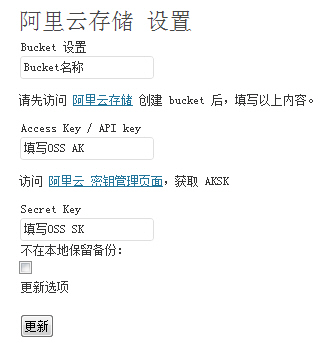 阿里云存储 设置
Bucket 设置
Bucket名称
请先访问 阿里云存储 创建 bucket 后，填写以上内容。
Access Key / API key
填写OSS AK
访问 阿里云 密钥管理页面，获取 AKSK
Secret Key
填写OSS SK
不在本地保留备份：
更新选项
更新